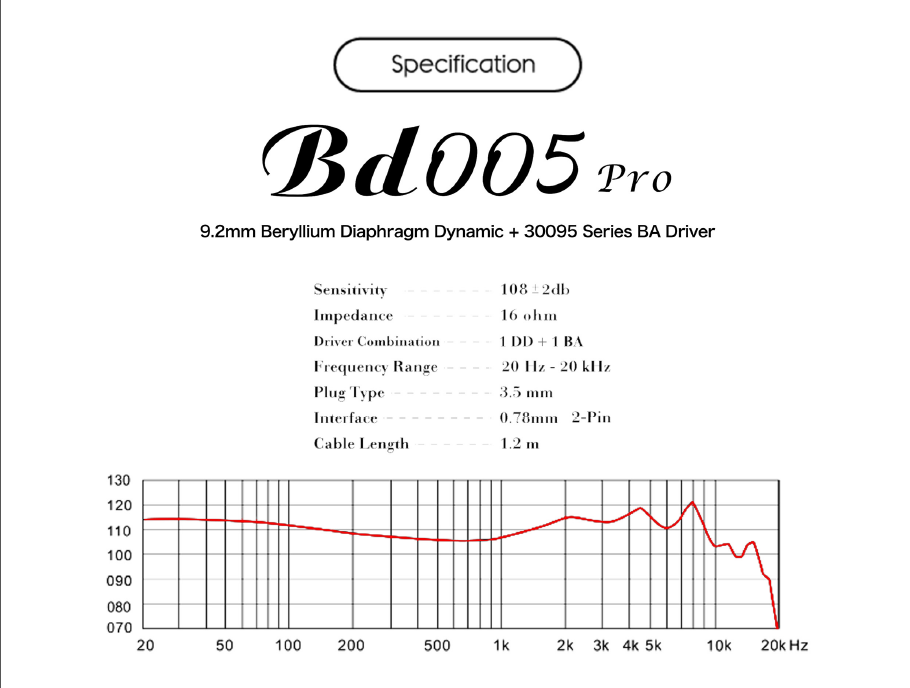 Specification
Bd005 Pro
9.2mm Beryllium Diaphragm Dynamic + 30095 Series BA Driver
Sensitivity ------- 108 ± 2db
Impedance ------ 16 ohm
Driver Combination ---- 1 DD + 1 BA
Frequency Range ---- 20 Hz - 20 kHz
Plug Type -------- 3.5 mm
Interface -------- 0.78mm 2-Pin
Cable Length ------ 1.2 m
130
120
110
100
090
080
070
20 50 100 200 500 1k 2k 3k 4k 5k 10k 20k Hz